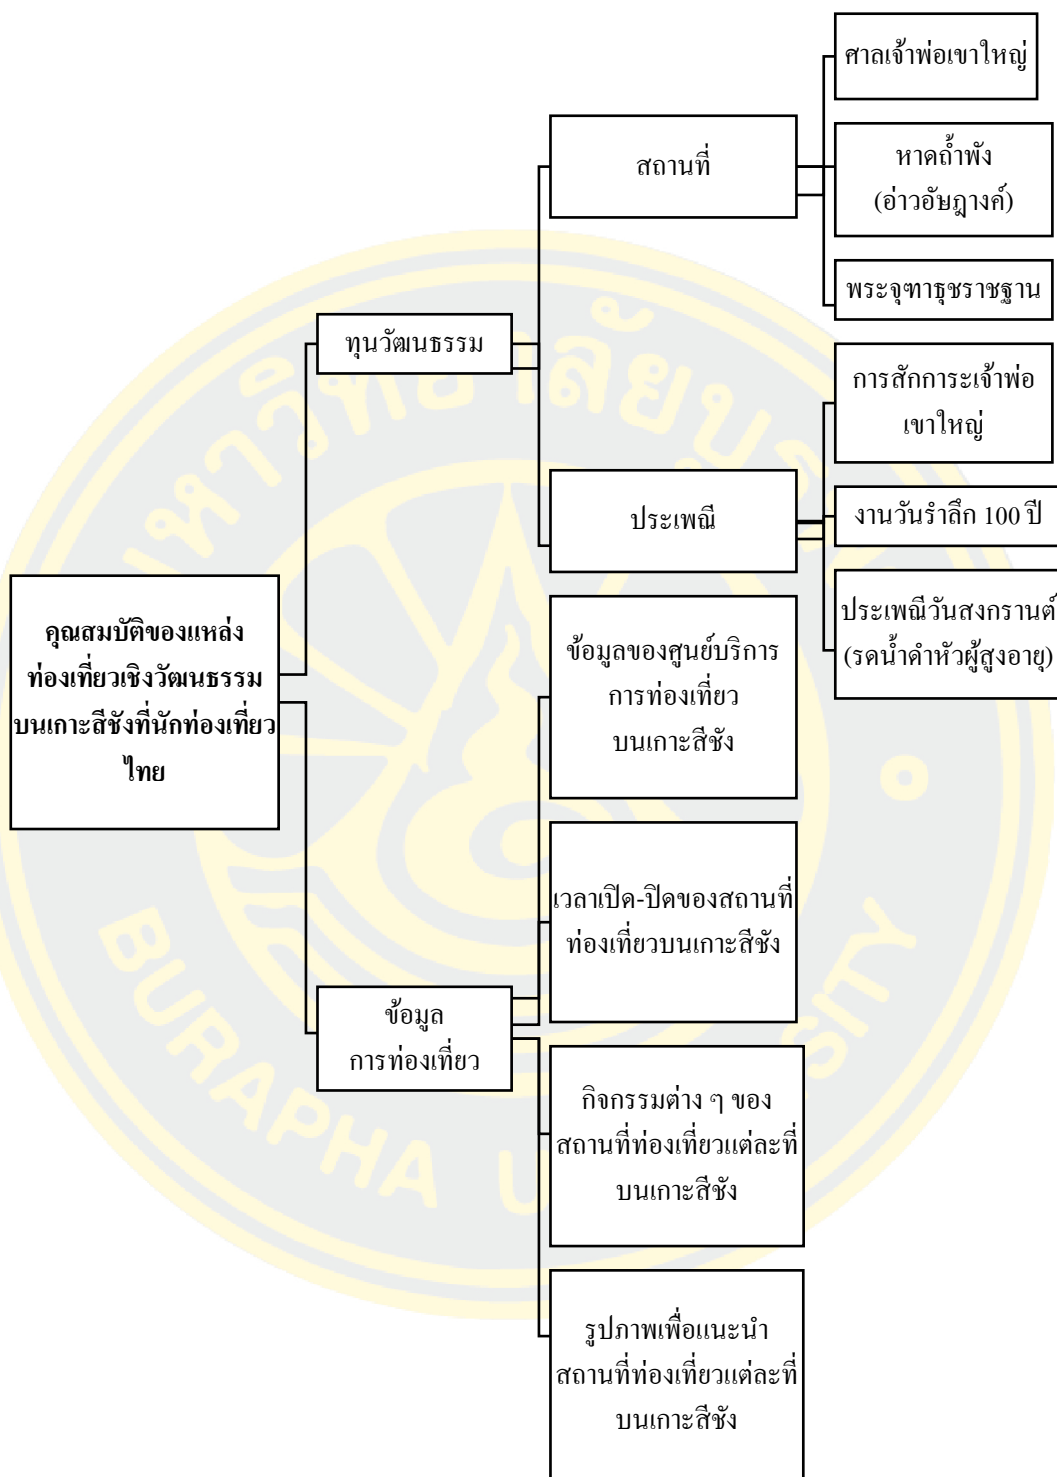 ศาลเจ้าพ่อเขาใหญ่
สถานที่
หาดถ้ำพัง
(อ่าวอัษฎางค์)
พระจุฑาธุชราชฐาน
ทุนวัฒนธรรม
การสักการะเจ้าพ่อ
เขาใหญ่
ประเพณี
งานวันรำลึก 100 ปี
ประเพณีวันสงกรานต์
(รดน้ำดำหัวผู้สูงอายุ)
คุณสมบัติของแหล่ง
ท่องเที่ยวเชิงวัฒนธรรม
บนเกาะสีชังที่นักท่องเที่ยว
ไทย
ข้อมูลของศูนย์บริการ
การท่องเที่ยว
บนเกาะสีชัง
เวลาเปิด-ปิดของสถานที่
ท่องเที่ยวบนเกาะสีชัง
ข้อมูล
การท่องเที่ยว
กิจกรรมต่าง ๆ ของ
สถานที่ท่องเที่ยวแต่ละที่
บนเกาะสีชัง
รูปภาพเพื่อแนะนำ
สถานที่ท่องเที่ยวแต่ละที่
บนเกาะสีชัง
BURAPHA U SITY